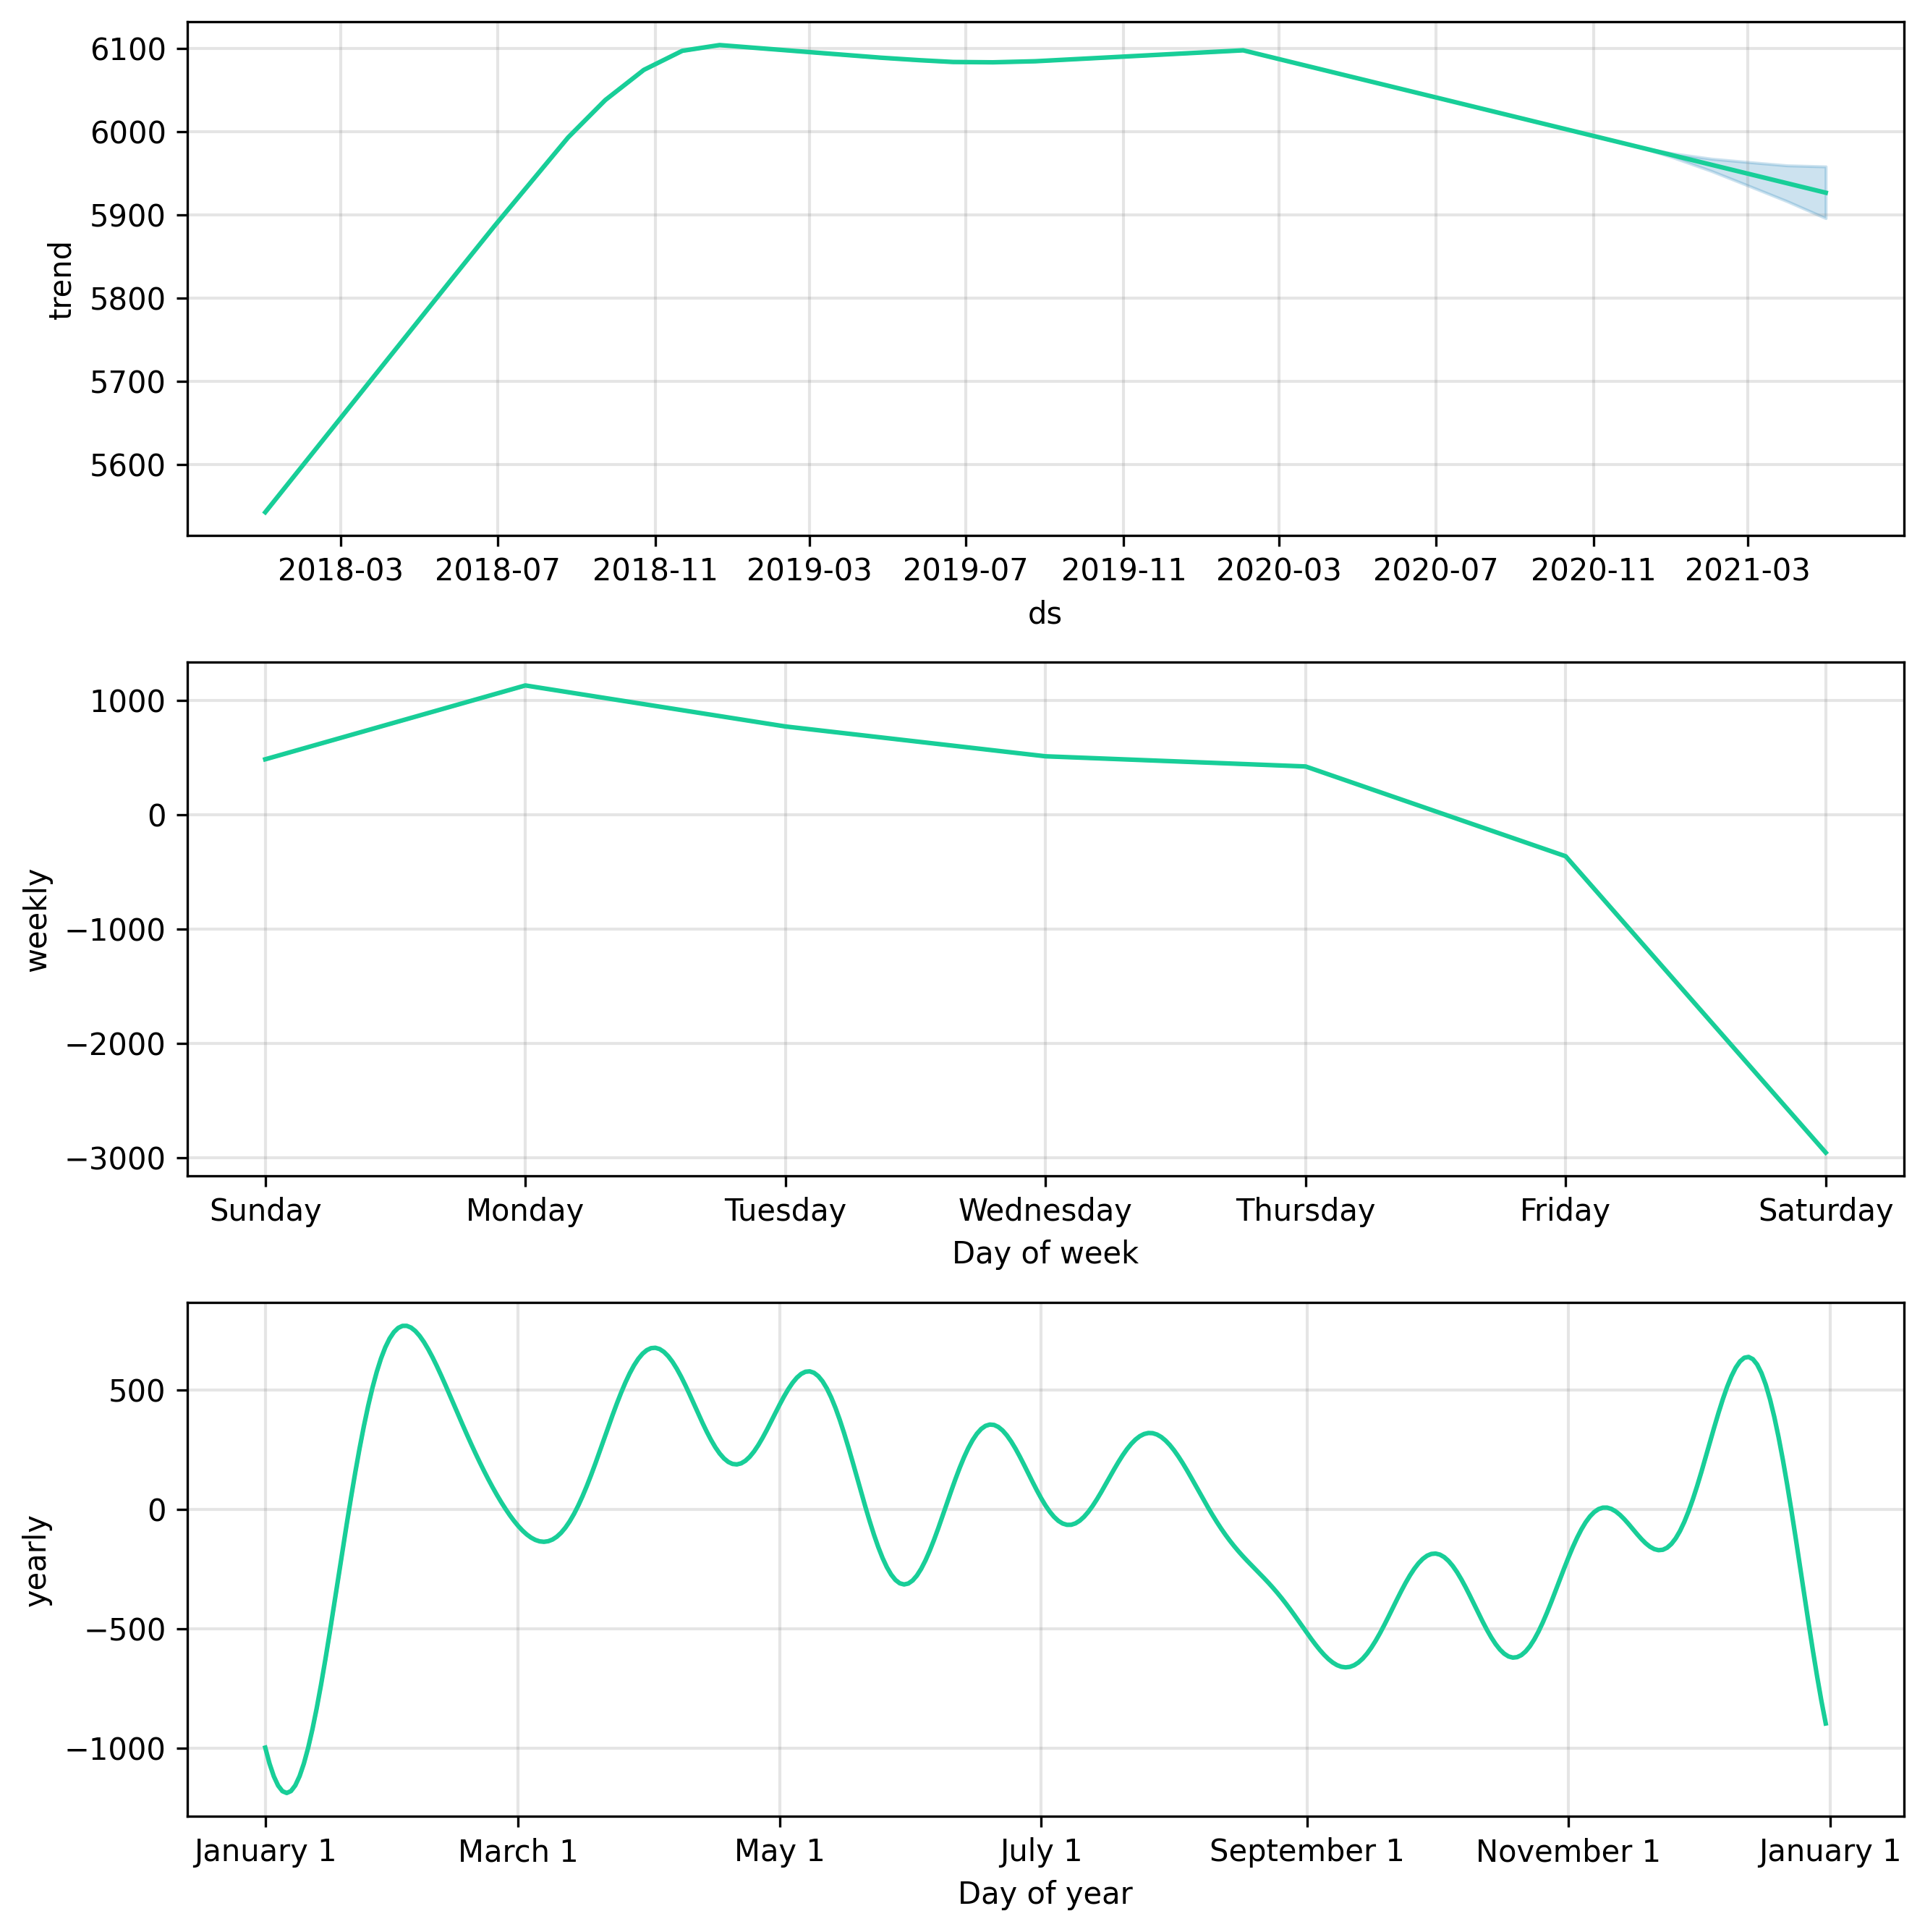 trend
6100
6000
5900
5800
5700
5600
2018-03 2018-07 2018-11 2019-03 2019-07 2019-11 2020-03 2020-07 2020-11 2021-03
ds
weekly
1000
0
−1000
−2000
−3000
Sunday Monday Tuesday Wednesday Thursday Friday Saturday
Day of week
yearly
500
0
−500
−1000
January 1 March 1 May 1 July 1 September 1 November 1 January 1
Day of year